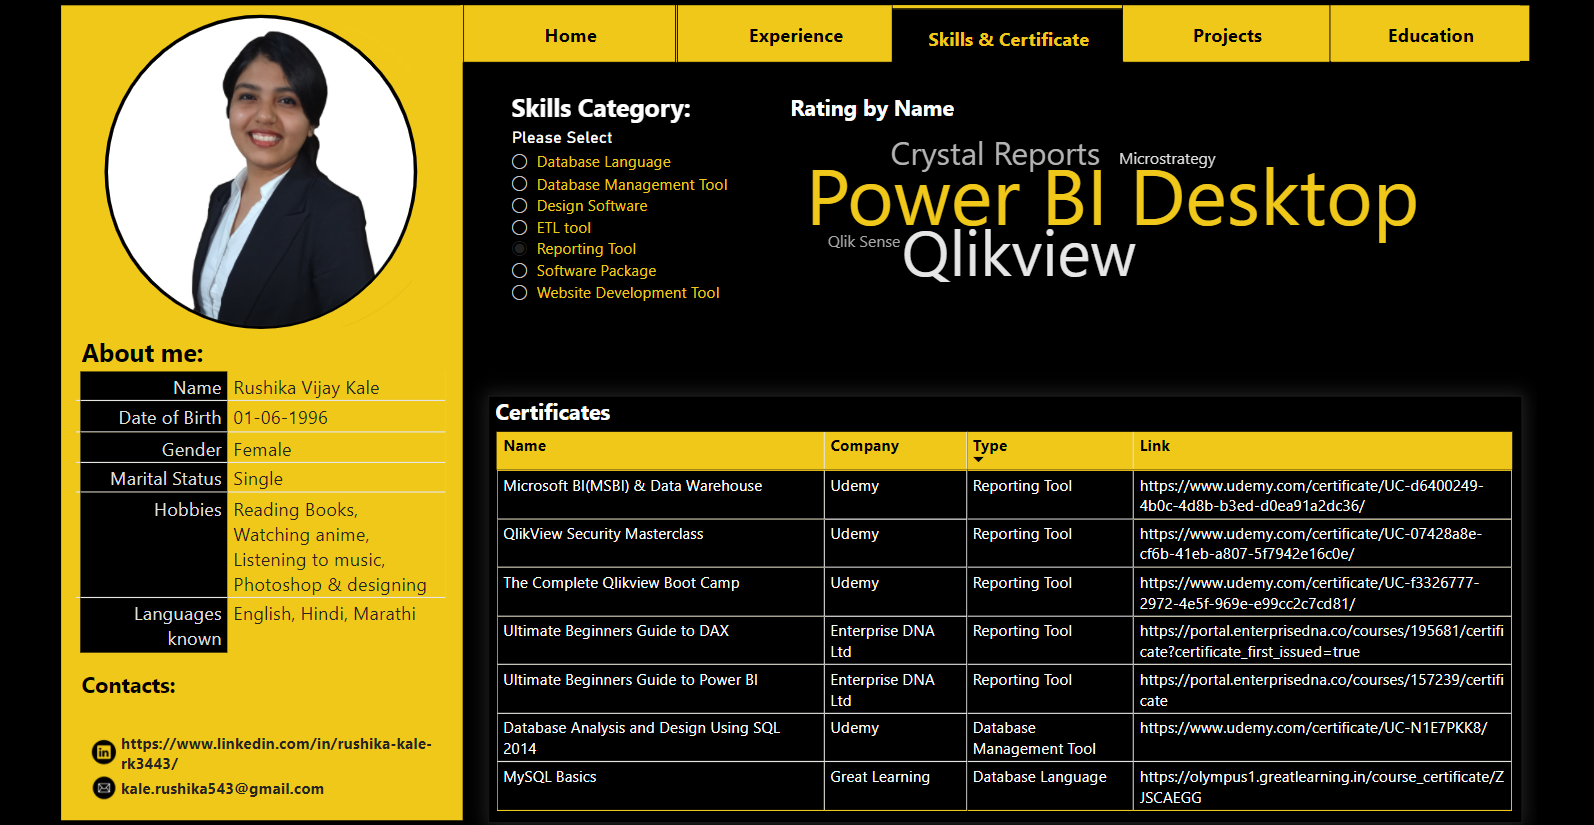 Home
Experience
Skills & Certificate
Projects
Education
About me:
Name Rushika Vijay Kale
Date of Birth 01-06-1996
Gender Female
Marital Status Single
Hobbies Reading Books,
Watching anime,
Listening to music,
Photoshop & designing
Languages English, Hindi, Marathi
known
Contacts:
https://www.linkedin.com/in/rushika-kale-
rk3443/
kale.rushika543@gmail.com
Skills Category:
Please Select
Database Language
Database Management Tool
Design Software
ETL tool
Reporting Tool
Software Package
Website Development Tool
Rating by Name
Crystal Reports
Microstrategy
Power BI Desktop
Qlik Sense
Qlikview
Certificates
Name Company Type Link
Microsoft BI(MSBI) & Data Warehouse Udemy Reporting Tool https://www.udemy.com/certificate/UC-d6400249-
4b0c-4d8b-b3ed-d0ea91a2dc36/
QlikView Security Masterclass Udemy Reporting Tool https://www.udemy.com/certificate/UC-07428a8e-
cf6b-41eb-a807-5f7942e16c0e/
The Complete Qlikview Boot Camp Udemy Reporting Tool https://www.udemy.com/certificate/UC-f3326777-
2972-4e5f-969e-e99cc2c7cd81/
Ultimate Beginners Guide to DAX Enterprise DNA Reporting Tool https://portal.enterprisedna.co/courses/195681/certifi
Ltd cate?certificate_first_issued=true
Ultimate Beginners Guide to Power BI Enterprise DNA Reporting Tool https://portal.enterprisedna.co/courses/157239/certifi
Ltd cate
Database Analysis and Design Using SQL Udemy Database https://www.udemy.com/certificate/UC-N1E7PKK8/
2014 Management Tool
MySQL Basics Great Learning Database Language https://olympus1.greatlearning.in/course_certificate/Z
JSCAEGG